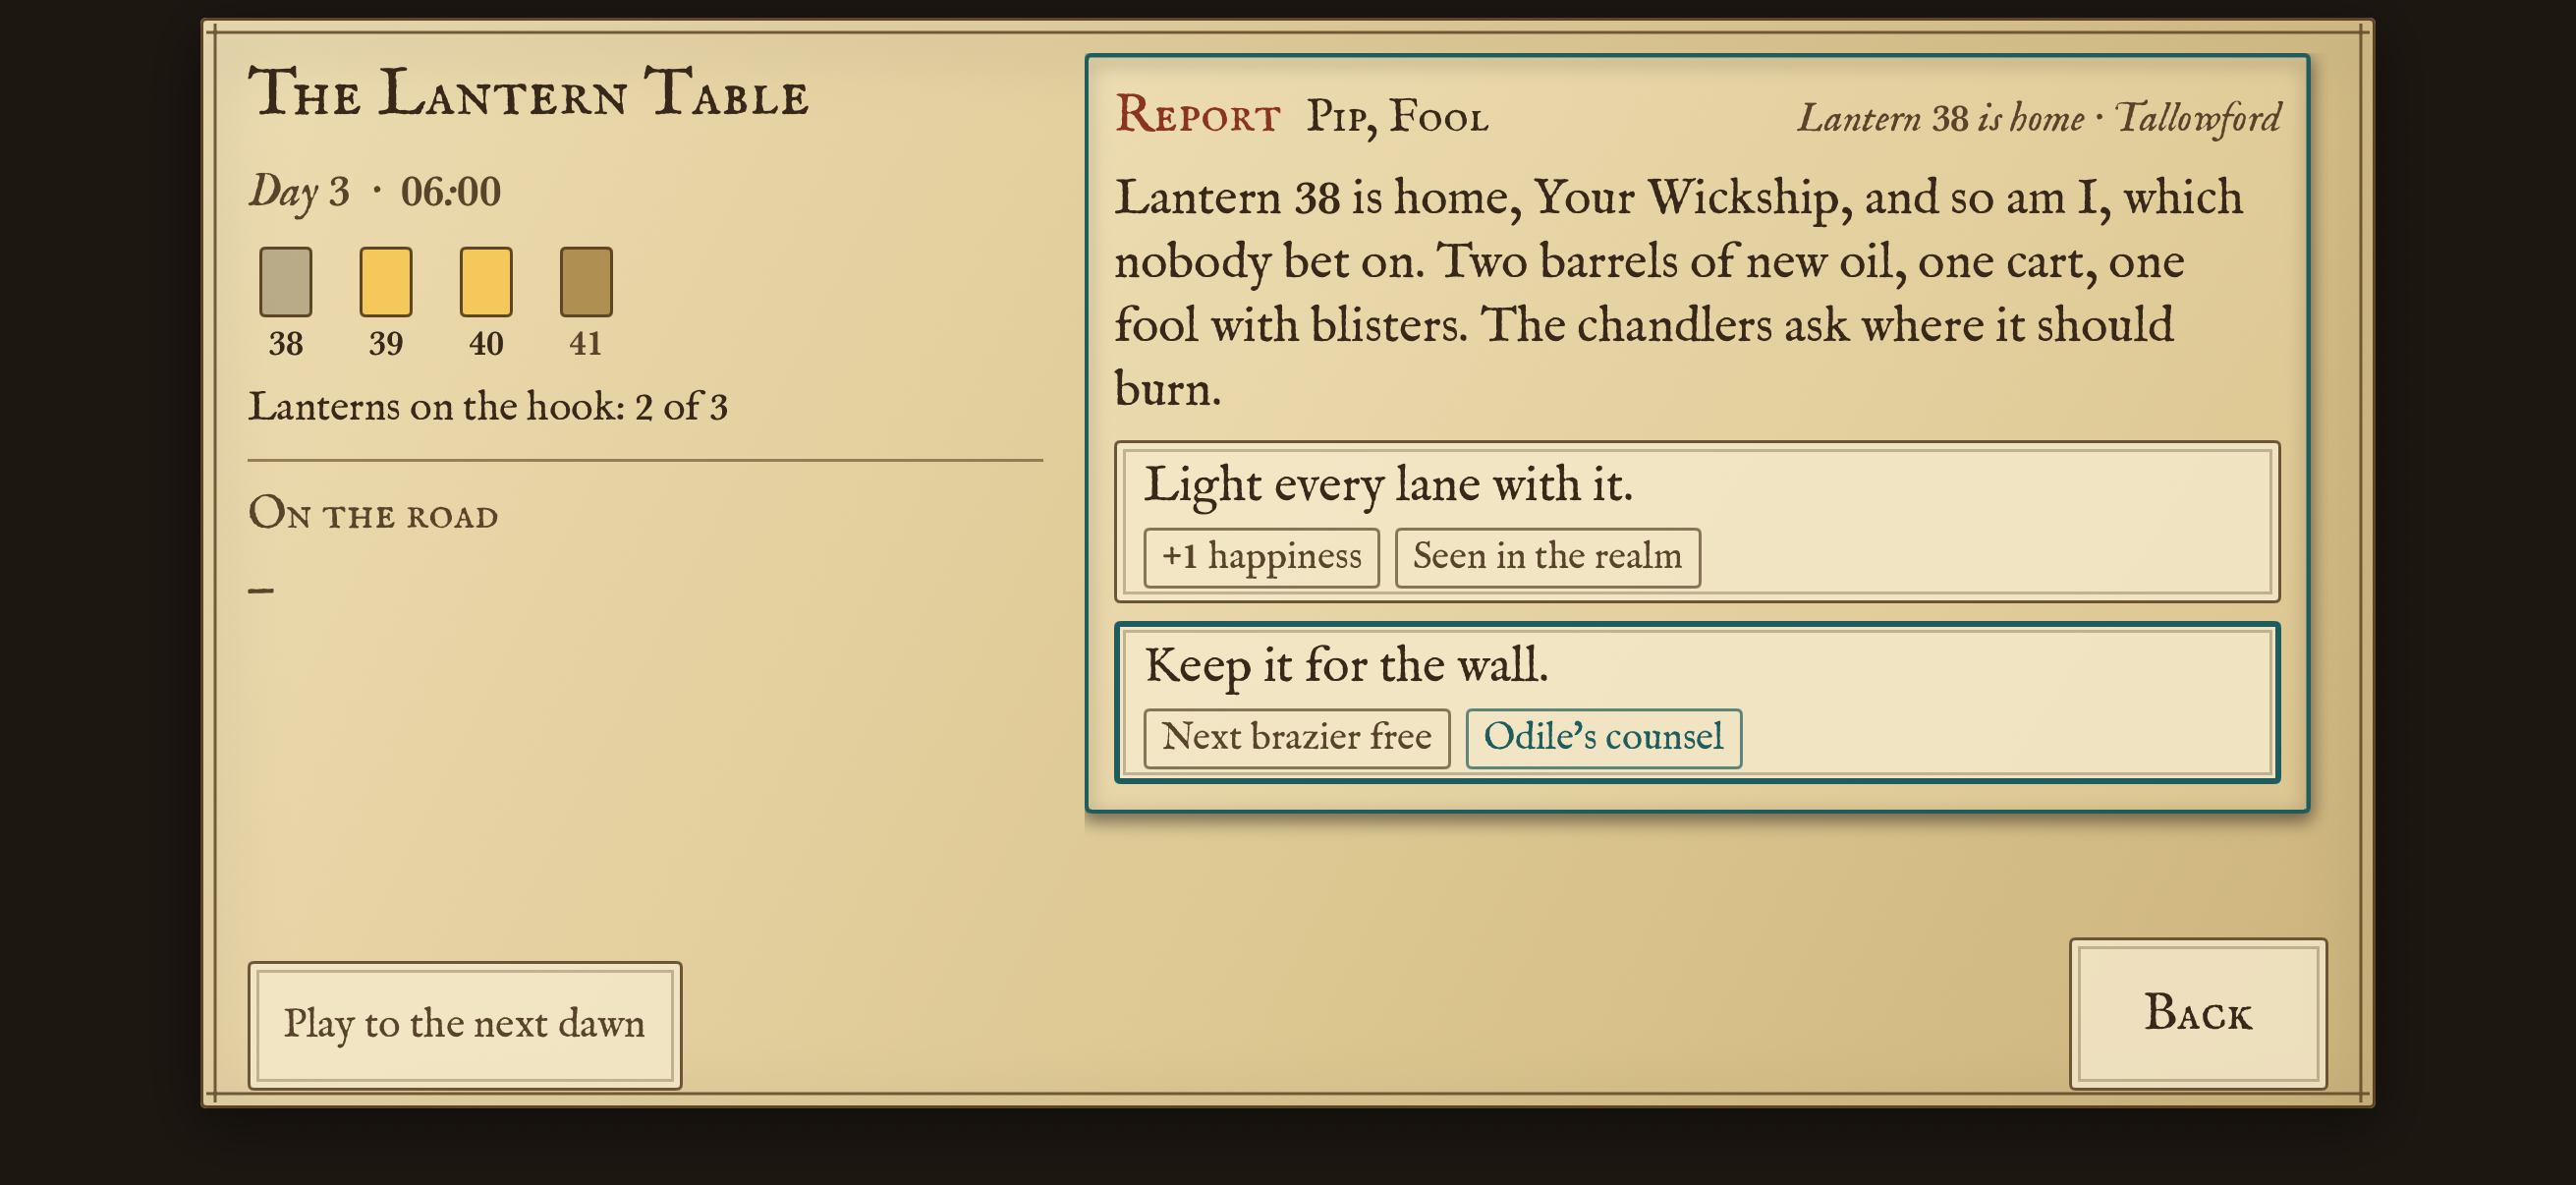 The Lantern Table
Day 3 · 06:00
38 39 40 41
Lanterns on the hook: 2 of 3
On the road
–
Play to the next dawn
Report Pip, Fool
Lantern 38 is home · Tallowford
Lantern 38 is home, Your Wickship, and so am I, which
nobody bet on. Two barrels of new oil, one cart, one
fool with blisters. The chandlers ask where it should
burn.
Light every lane with it.
+1 happiness Seen in the realm
Keep it for the wall.
Next brazier free Odile’s counsel
Back